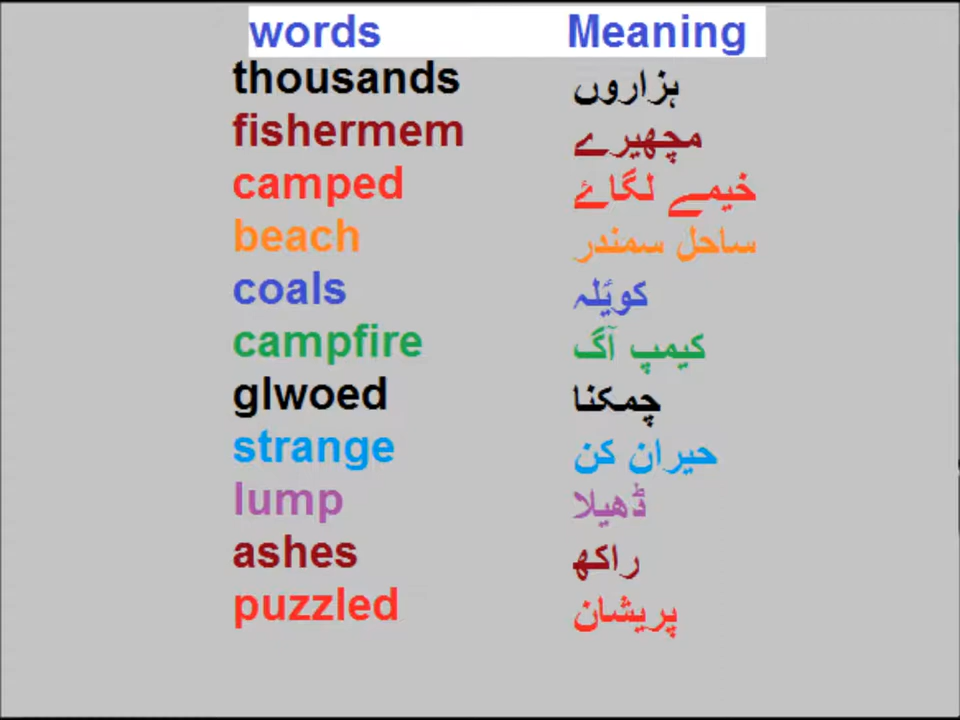 words Meaning
thousands ہزاروں
fishermem مچھیرے
camped خیمے لگاۓ
beach ساحل سمندر
coals کوئلہ
campfire کیمپ آگ
glwoed چمکنا
strange حیران کن
lump ڈھیلا
ashes راکھ
puzzled پریشان